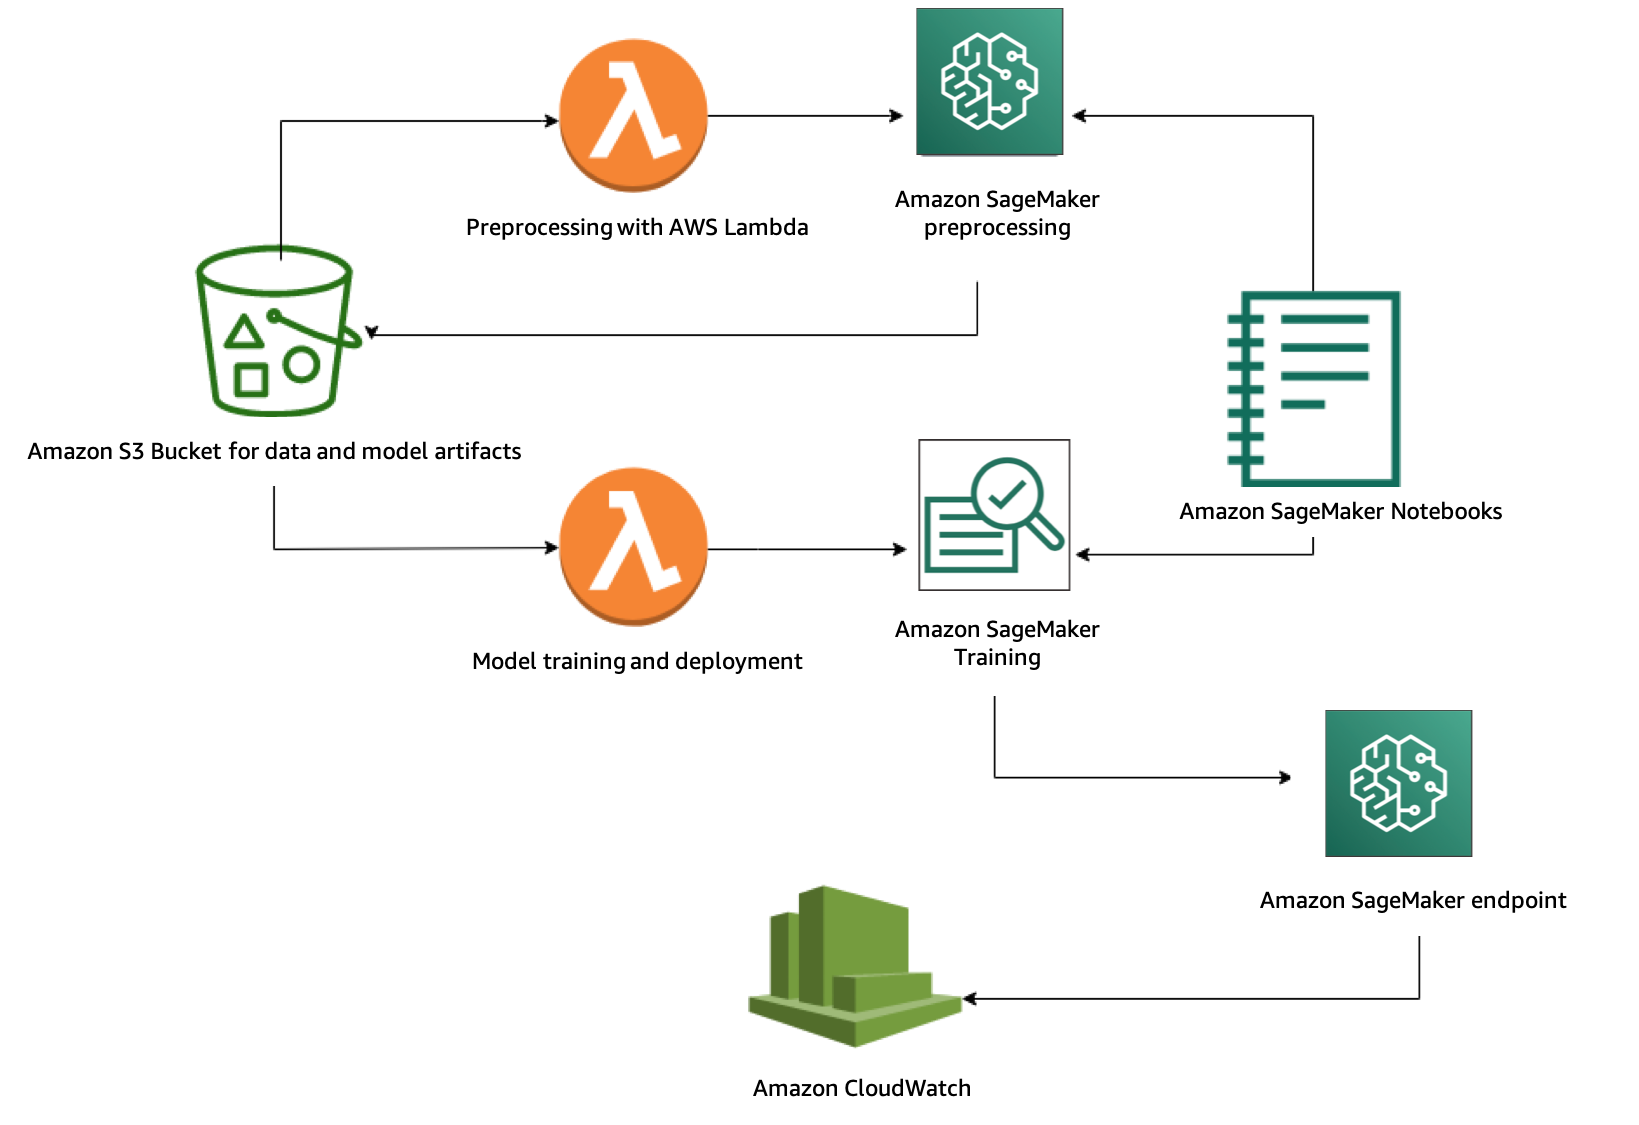 Amazon SageMaker
preprocessing
Preprocessing with AWS Lambda
Amazon S3 Bucket for data and model artifacts
Amazon SageMaker Notebooks
Amazon SageMaker
Training
Model training and deployment
Amazon SageMaker endpoint
Amazon CloudWatch